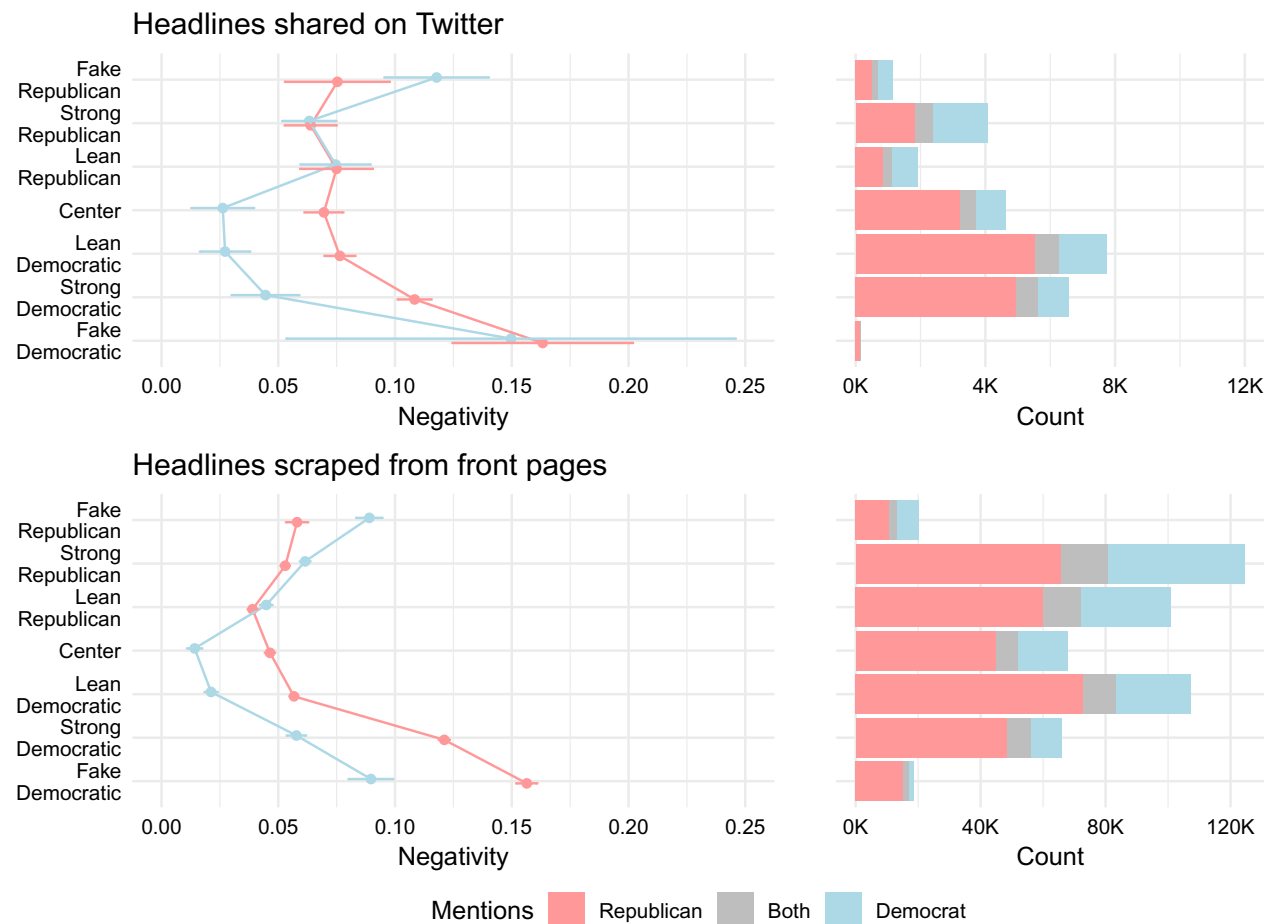 Headlines shared on Twitter
Fake
Republican
Strong
Republican
Lean
Republican
Center
Lean
Democratic
Strong
Democratic
Fake
Democratic
0.00 0.05 0.10 0.15 0.20 0.25
Negativity
0K 4K 8K 12K
Count
Headlines scraped from front pages
Fake
Republican
Strong
Republican
Lean
Republican
Center
Lean
Democratic
Strong
Democratic
Fake
Democratic
0.00 0.05 0.10 0.15 0.20 0.25
Negativity
0K 40K 80K 120K
Count
Mentions Republican Both Democrat